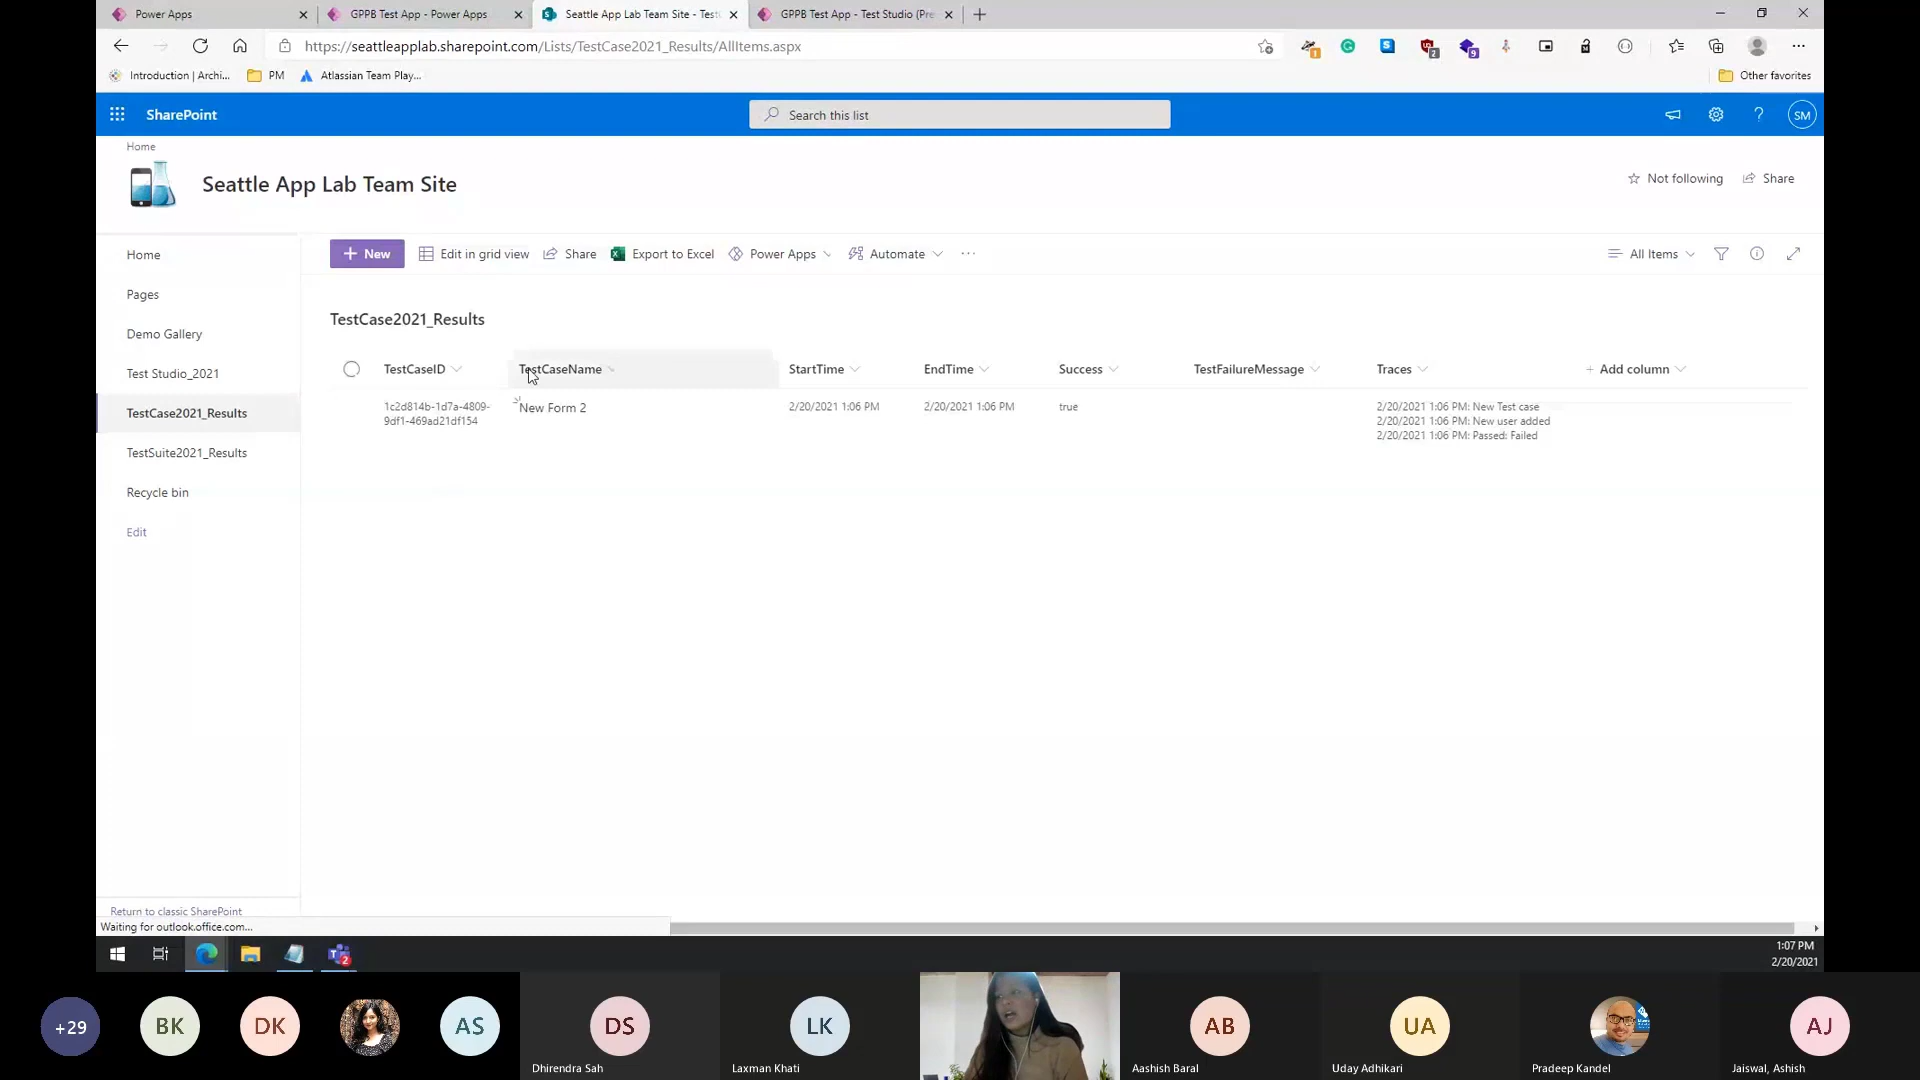 Power Apps
GPPB Test App - Power Apps
Seattle App Lab Team Site - Test
GPPB Test App - Test Studio (Pre
https://seattleapplab.sharepoint.com/Lists/TestCase2021_Results/AllItems.aspx
Introduction | Archi...
PM
Atlassian Team Play...
Other favorites
SharePoint
Search this list
SM
Home
Seattle App Lab Team Site
Not following
Share
New
Edit in grid view
Share
Export to Excel
Power Apps
Automate
All Items
Home
Pages
Demo Gallery
Test Studio_2021
TestCase2021_Results
TestSuite2021_Results
Recycle bin
Edit
TestCase2021_Results
TestCaseID
TestCaseName
StartTime
EndTime
Success
TestFailureMessage
Traces
+ Add column
1c2d814b-1d7a-4809-
9df1-469ad21df154
New Form 2
2/20/2021 1:06 PM
2/20/2021 1:06 PM
true
2/20/2021 1:06 PM: New Test case
2/20/2021 1:06 PM: New user added
2/20/2021 1:06 PM: Passed: Failed
Return to classic SharePoint
Waiting for outlook.office.com...
1:07 PM
2/20/2021
+29
BK
DK
AS
DS
Dhirendra Sah
LK
Laxman Khati
AB
Aashish Baral
UA
Uday Adhikari
Pradeep Kandel
AJ
Jaiswal, Ashish